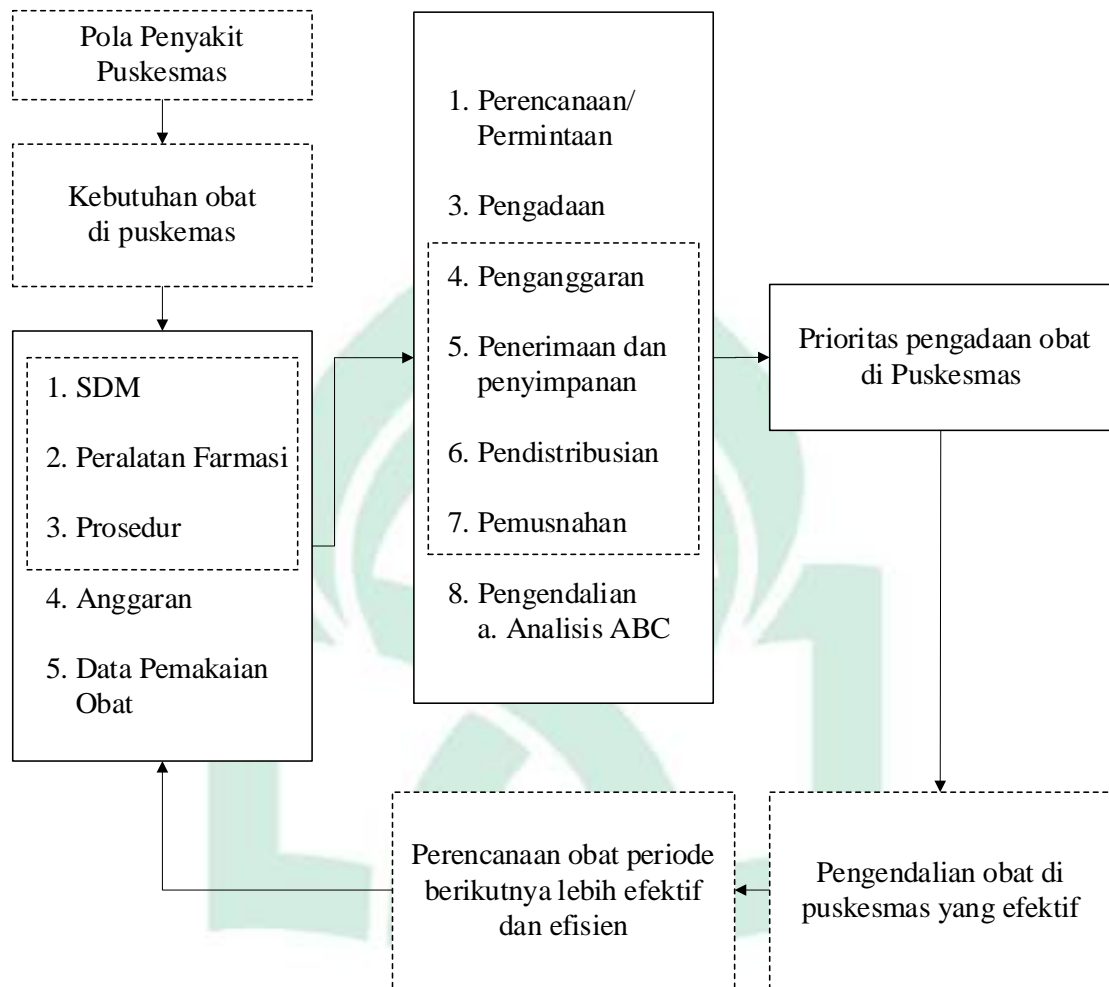 Pola Penyakit
Puskesmas
Kebutuhan obat
di puskemas
1. SDM
2. Peralatan Farmasi
3. Prosedur
4. Anggaran
5. Data Pemakaian
Obat
1. Perencanaan/
Permintaan
3. Pengadaan
4. Penganggaran
5. Penerimaan dan
penyimpanan
6. Pendistribusian
7. Pemusnahan
8. Pengendalian
a. Analisis ABC
Prioritas pengadaan obat
di Puskesmas
Pengendalian obat di
puskesmas yang efektif
Perencanaan obat periode
berikutnya lebih efektif
dan efisien